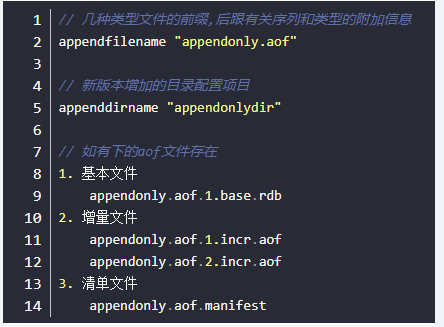 1 // 几种类型文件的前缀,后跟有关序列和类型的附加信息
2 appendfilename "appendonly.aof"
3
4 // 新版本增加的目录配置项目
5 appenddirname "appendonlydir"
6
7 // 如有下的aof文件存在
8 1. 基本文件
9 appendonly.aof.1.base.rdb
10 2. 增量文件
11 appendonly.aof.1.incr.aof
12 appendonly.aof.2.incr.aof
13 3. 清单文件
14 appendonly.aof.manifest